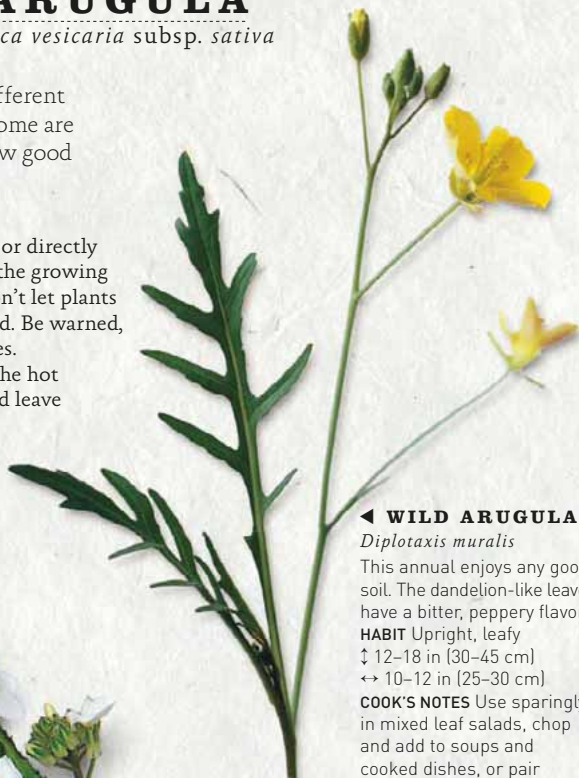 ARUGULA
vesicaria subsp. sativa
ome are
w good
or directly
the growing
n't let plants
d. Be warned,
es.
he hot
d leave
◀ WILD ARUGULA
Diplotaxis muralis
This annual enjoys any goo
soil. The dandelion-like leav
have a bitter, peppery flavo
HABIT Upright, leafy
↕ 12–18 in (30–45 cm)
↔ 10–12 in (25–30 cm)
COOK'S NOTES Use sparingly
in mixed leaf salads, chop
and add to soups and
cooked dishes, or pair